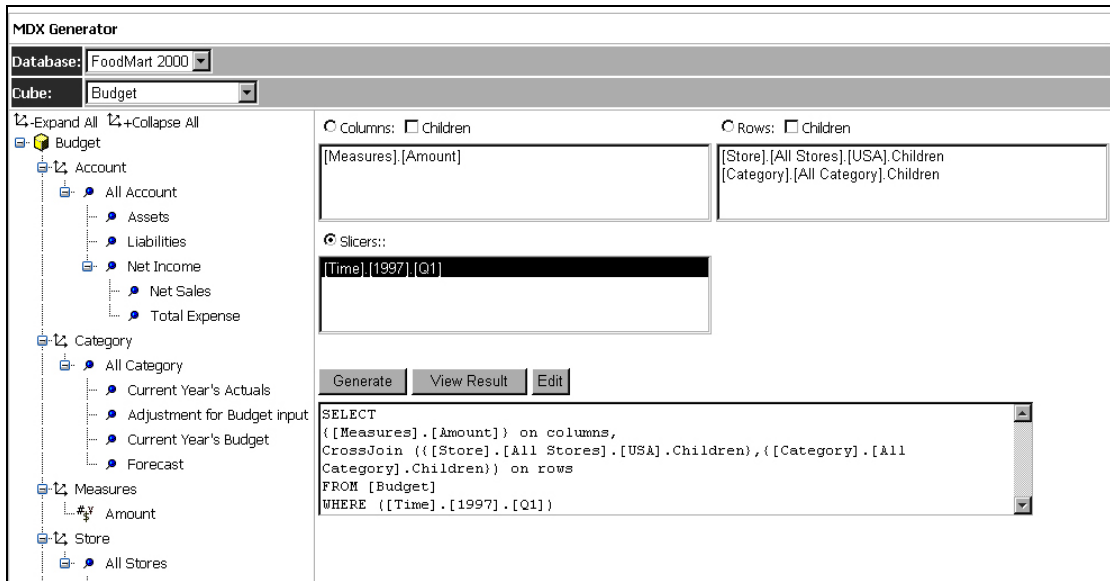 MDX Generator
Database: FoodMart 2000
Cube: Budget
-Expand All +Collapse All
Budget
Account
All Account
Assets
Liabilities
Net Income
Net Sales
Total Expense
Category
All Category
Current Year's Actuals
Adjustment for Budget input
Current Year's Budget
Forecast
Measures
#.¥ $ Amount
Store
All Stores
Columns: Children
[Measures].[Amount]
Rows: Children
[Store].[All Stores].[USA].Children
[Category].[All Category].Children
Slicers::
[Time].[1997].[Q1]
Generate View Result Edit
SELECT
{[Measures].[Amount]} on columns,
CrossJoin ({[Store].[All Stores].[USA].Children},{[Category].[All
Category].Children}) on rows
FROM [Budget]
WHERE ([Time].[1997].[Q1])